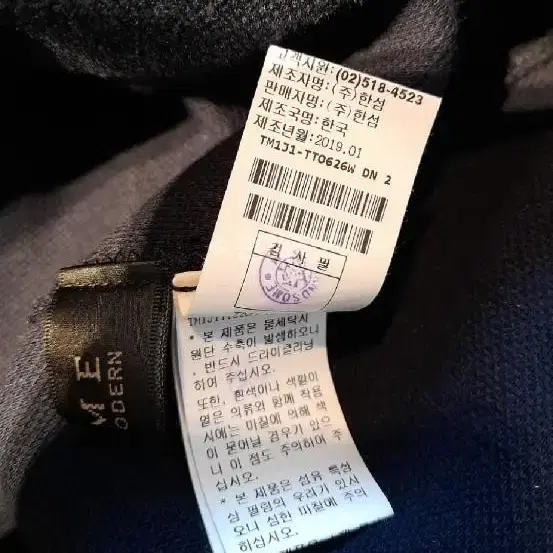 고객지원:(02)518-4523
제조자명:(주)한섬
판매자명:(주)한섬
제조국명:한국
제조년월:2019.01
TM1J1-TTO626W DN 2
검사필
* 본 제품은 물세탁시
원단 수축이 발생하오니
반드시 드라이클리닝
하여 주십시오.
또한, 흰색이나 색깔이
옅은 의류와 함께 착용
시에는 마찰에 의해 색
이 묻어날 경우가 있으
니 이 점도 주의하여 주
십시오.
* 본 제품은 섬유 특성
상 필링의 우려가 있시
오니 심한 마찰에 주의
하십시오
ME
ODERN